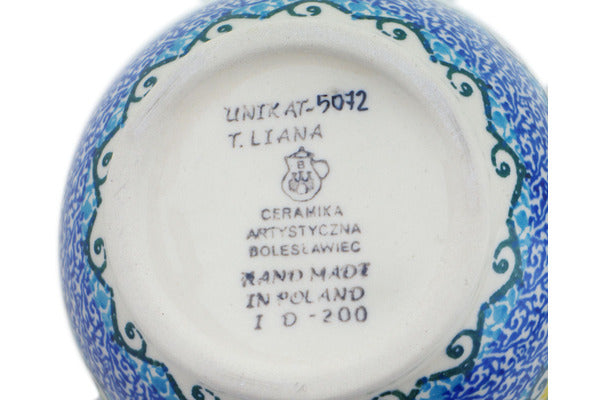 UNIKAT-5072
T. LIANA
B
CERAMIKA
ARTYSTYCZNA
BOLESŁAWIEC
HAND MADE
IN POLAND
I D -200